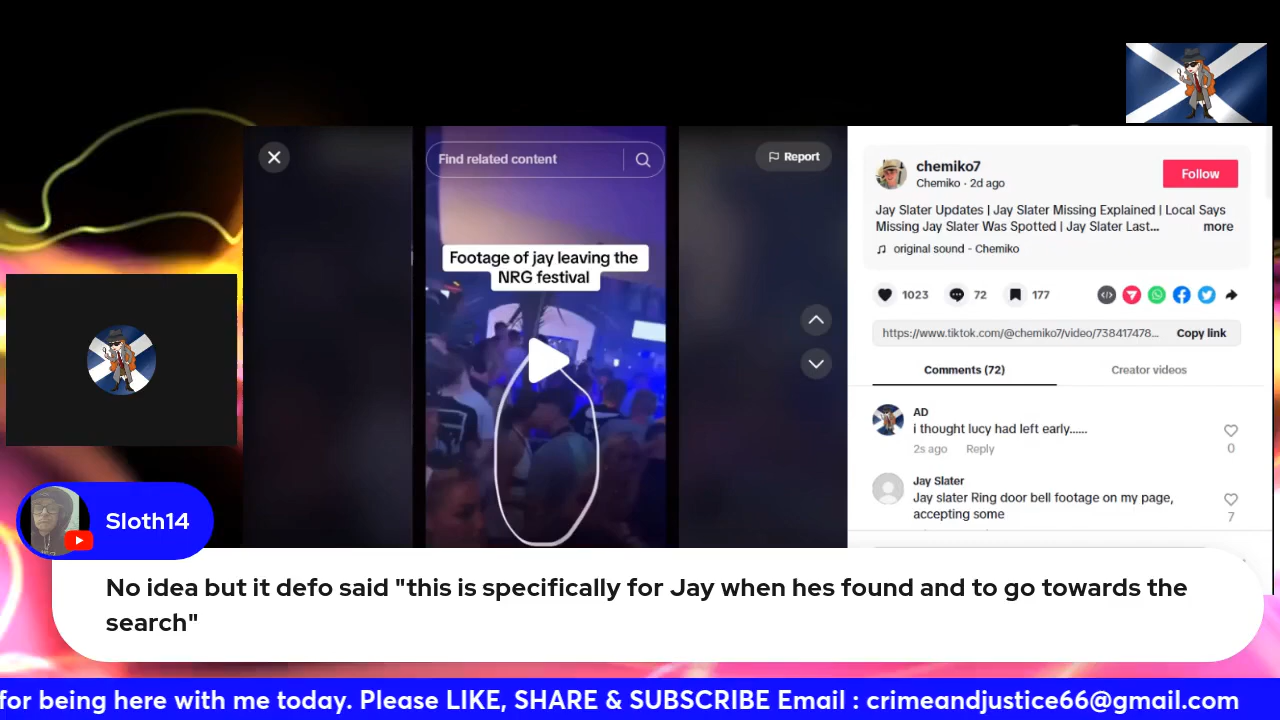 Find related content
Report
Footage of jay leaving the
NRG festival
chemiko7
Chemiko · 2d ago
Follow
Jay Slater Updates | Jay Slater Missing Explained | Local Says
Missing Jay Slater Was Spotted | Jay Slater Last... more
original sound - Chemiko
1023
72
177
https://www.tiktok.com/@chemiko7/video/738417478... Copy link
Comments (72)
Creator videos
AD
i thought lucy had left early......
2s ago Reply
0
Jay Slater
Jay slater Ring door bell footage on my page,
accepting some
7
Sloth14
No idea but it defo said "this is specifically for Jay when hes found and to go towards the
search"
for being here with me today. Please LIKE, SHARE & SUBSCRIBE Email : crimeandjustice66@gmail.com